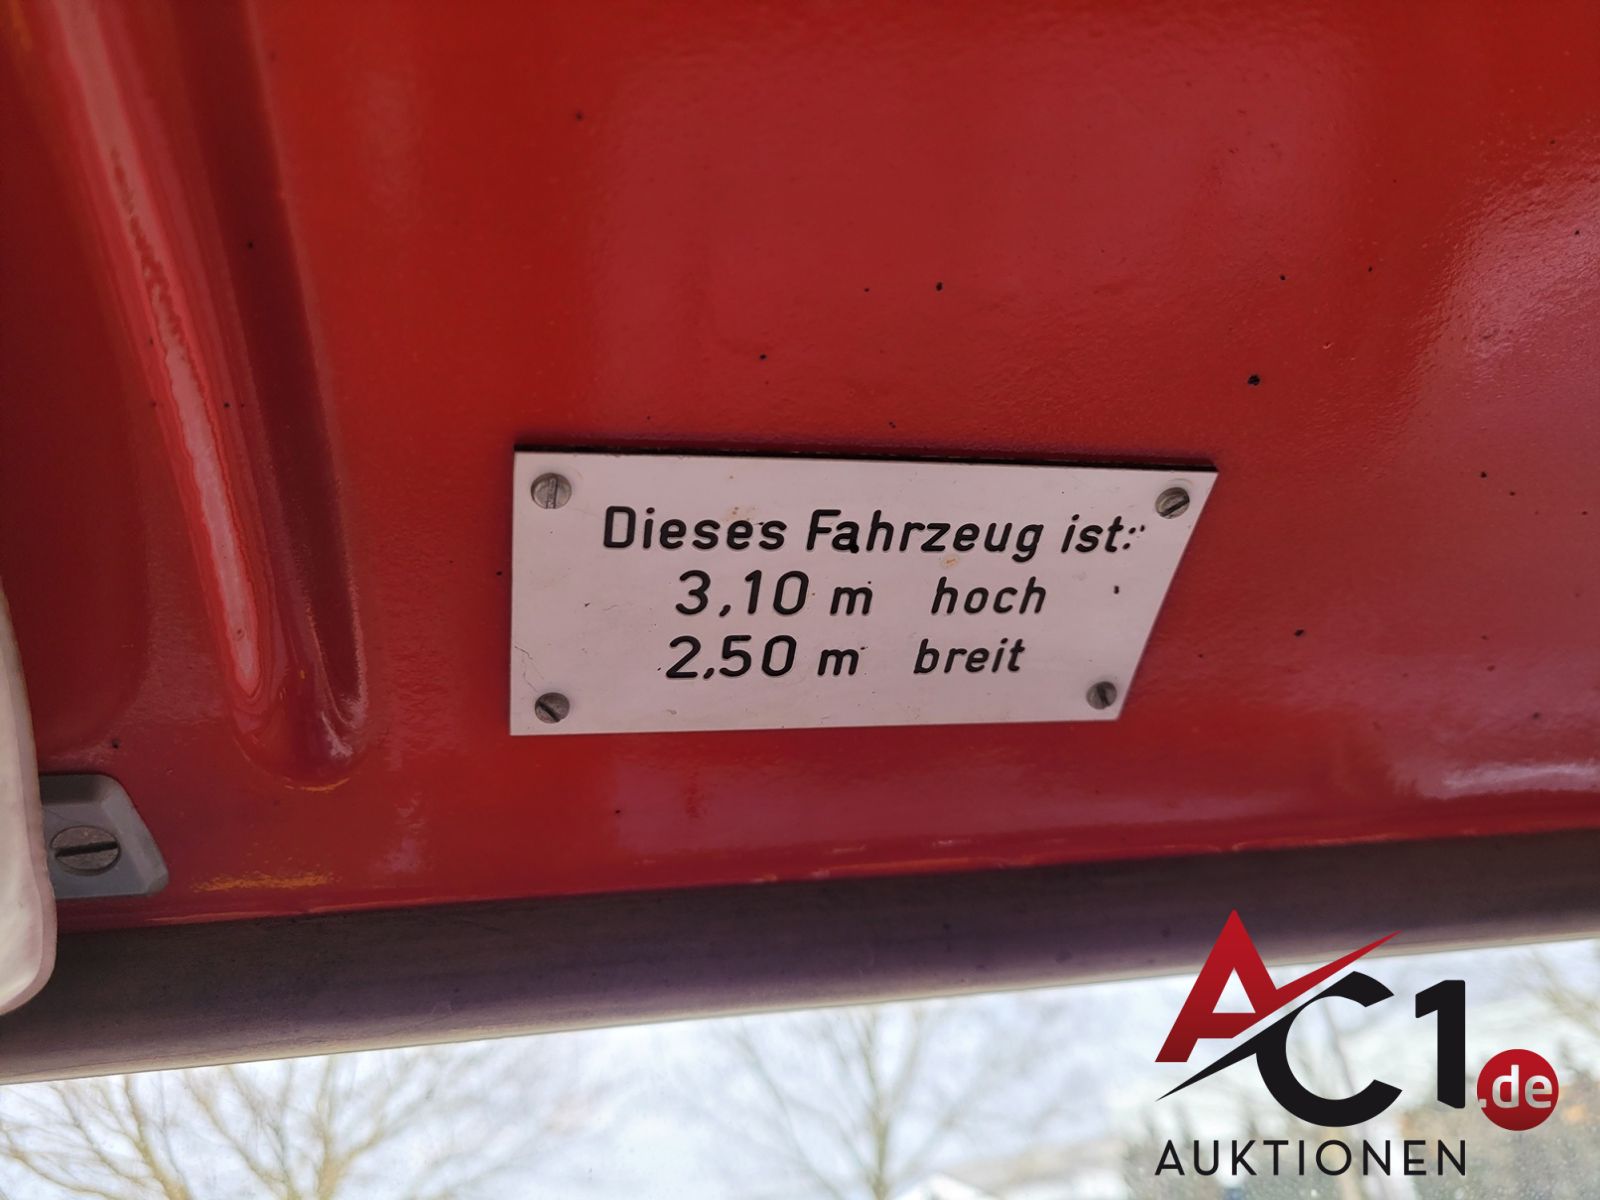 Dieses Fahrzeug ist:
3,10 m hoch
2,50 m breit
AC1.de
AUKTIONEN